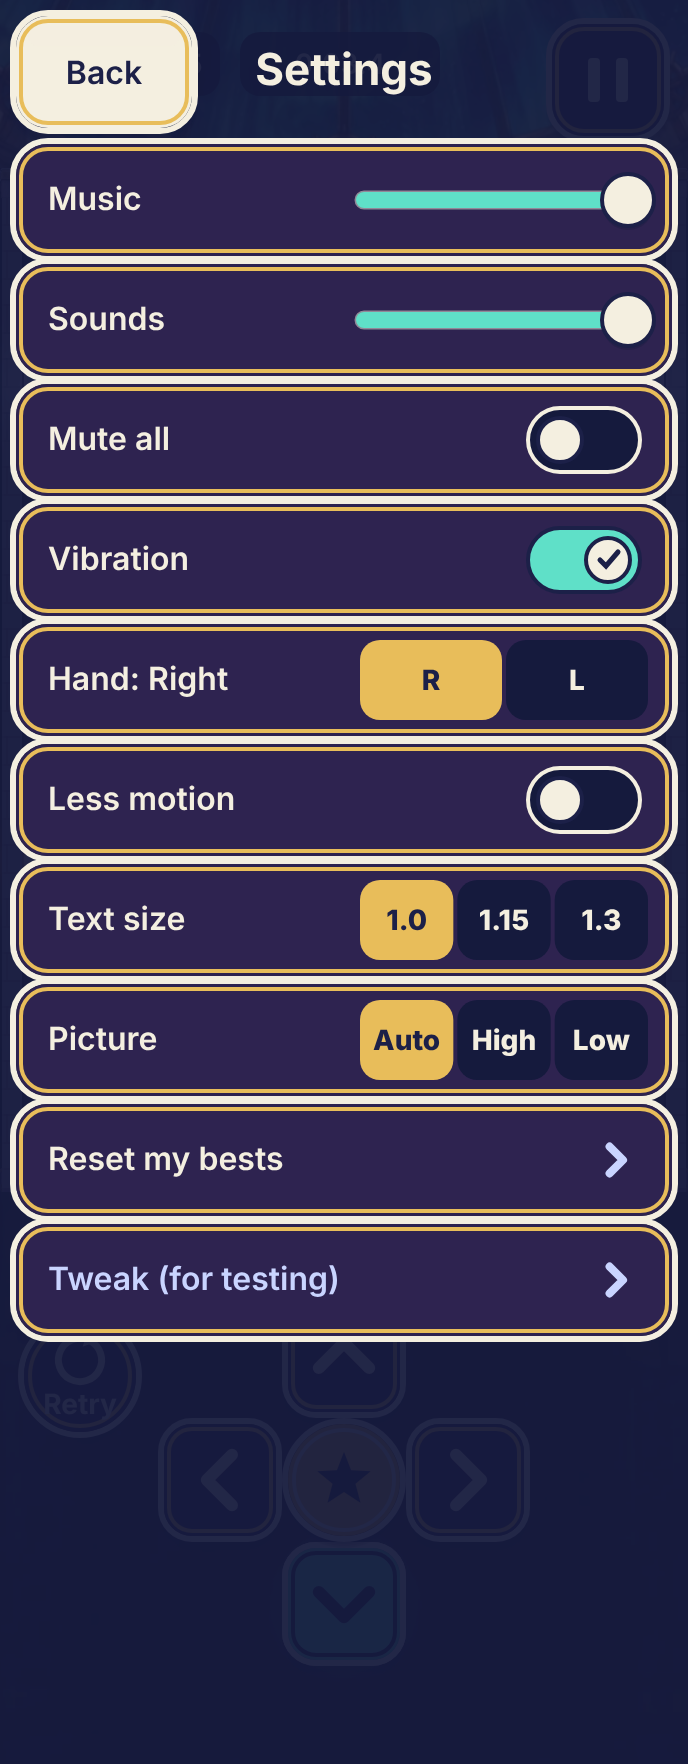 Back
Settings
Music
Sounds
Mute all
Vibration
Hand: Right R L
Less motion
Text size 1.0 1.15 1.3
Picture Auto High Low
Reset my bests
Tweak (for testing)
Retry